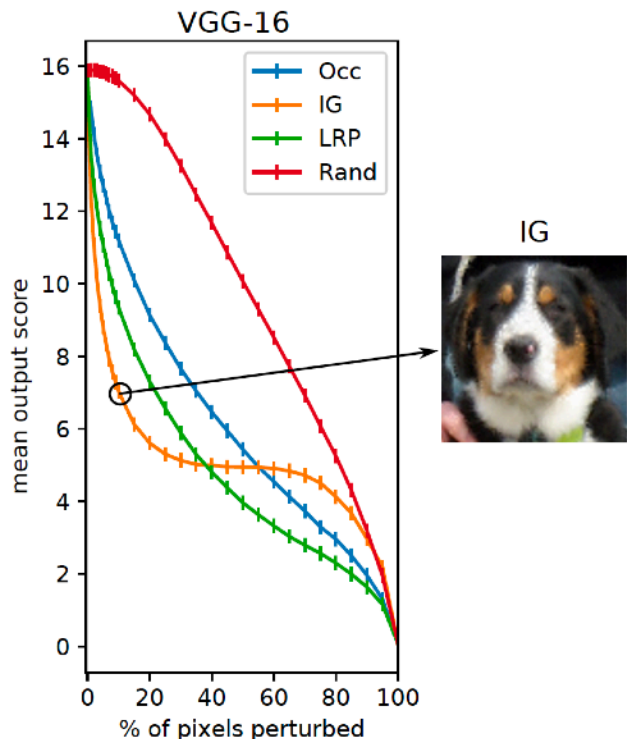 VGG-16
16
14
12
10
8
6
4
2
0
mean output score
Occ
IG
LRP
Rand
0 20 40 60 80 100
% of pixels perturbed
IG